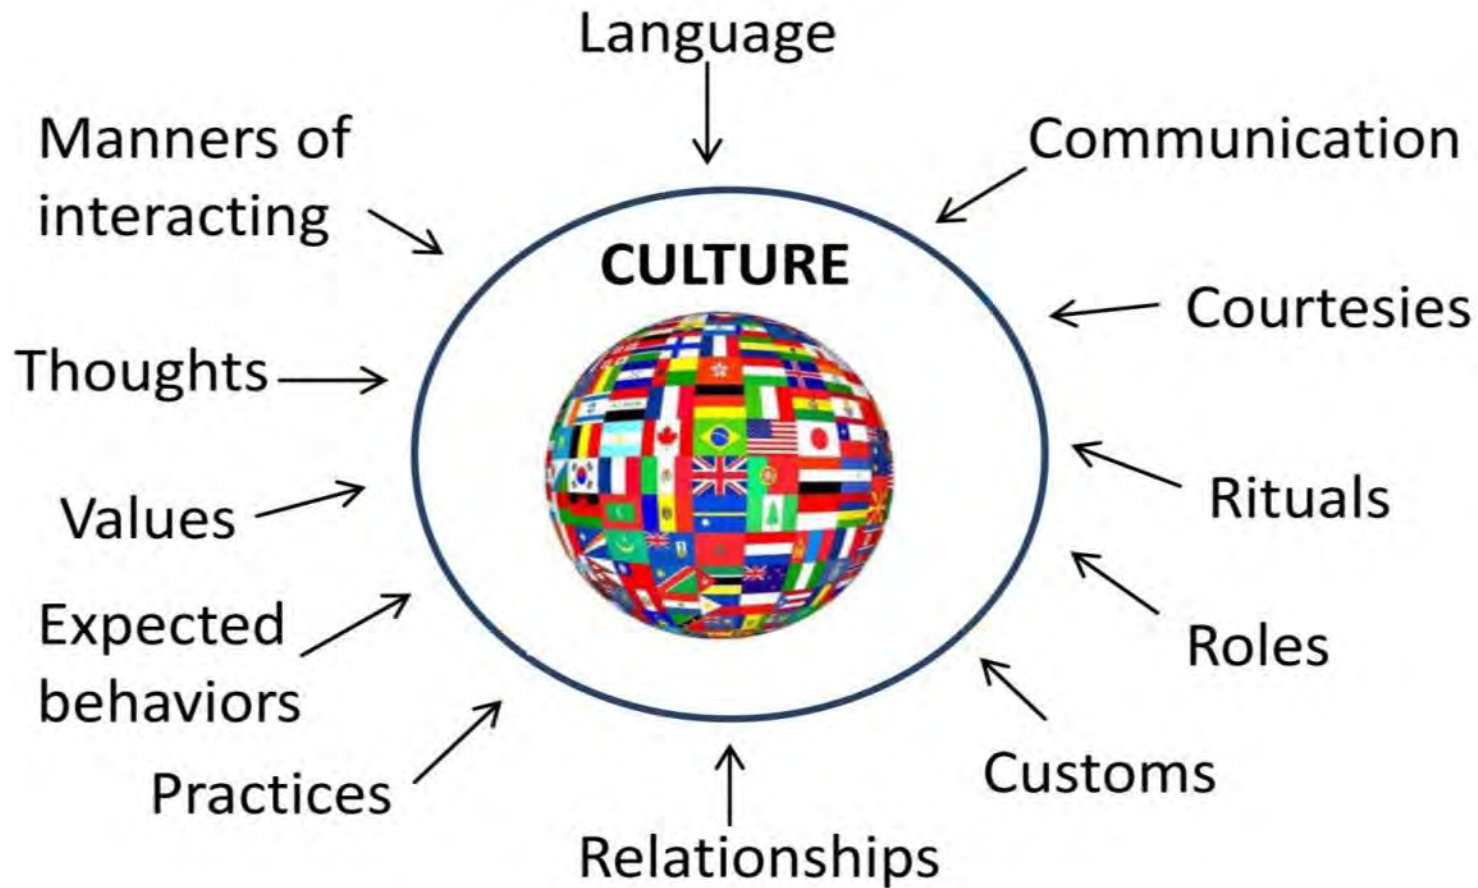 Language
Manners of
interacting
Communication
CULTURE
Courtesies
Thoughts
Values
Rituals
Expected
behaviors
Roles
Practices
Customs
Relationships